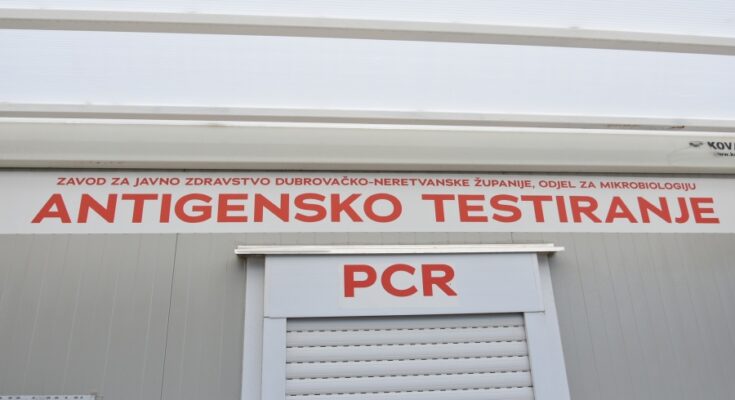 ZAVOD ZA JAVNO ZDRAVSTVO DUBROVAČKO-NERETVANSKE ŽUPANIJE, ODJEL ZA MIKROBIOLOGIJU
ANTIGENSKO TESTIRANJE
PCR